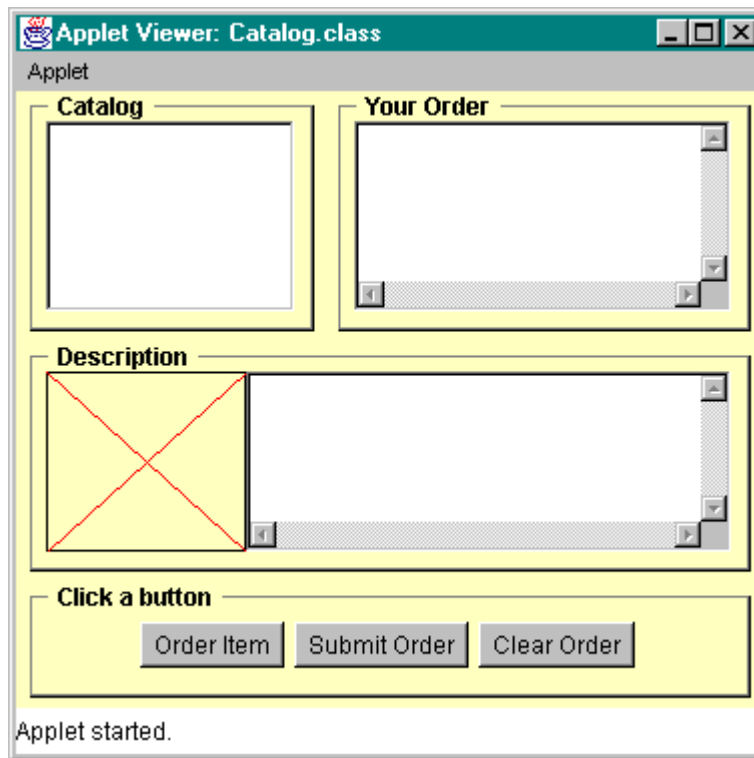 Applet Viewer: Catalog.class
Applet
Catalog
Your Order
Description
Click a button
Order Item
Submit Order
Clear Order
Applet started.